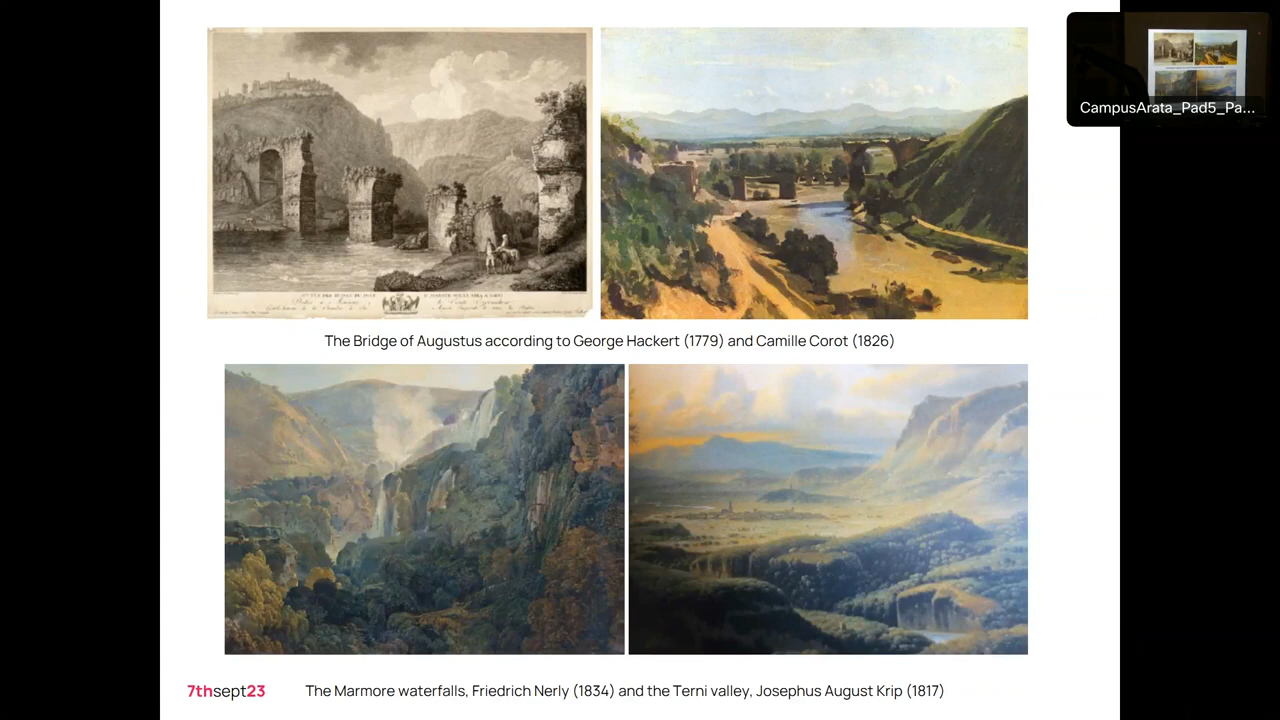 CampusArata_Pad5_Pa...
The Bridge of Augustus according to George Hackert (1779) and Camille Corot (1826)
7thsept23
The Marmore waterfalls, Friedrich Nerly (1834) and the Terni valley, Josephus August Krip (1817)